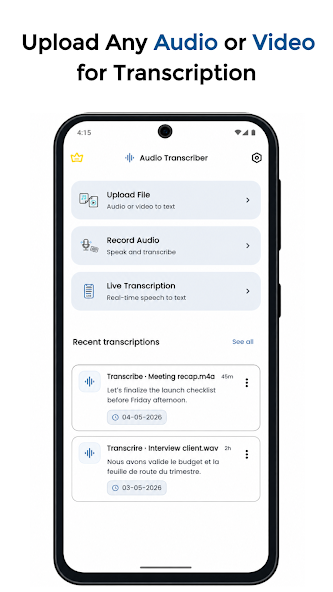 Upload Any Audio or Video
for Transcription
4:15
Audio Transcriber
Upload File
Audio or video to text
Record Audio
Speak and transcribe
Live Transcription
Real-time speech to text
Recent transcriptions See all
Transcribe · Meeting recap.m4a 45m
Let's finalize the launch checklist
before Friday afternoon.
04-05-2026
Transcrire · Interview client.wav 2h
Nous avons valide le budget et la
feuille de route du trimestre.
03-05-2026